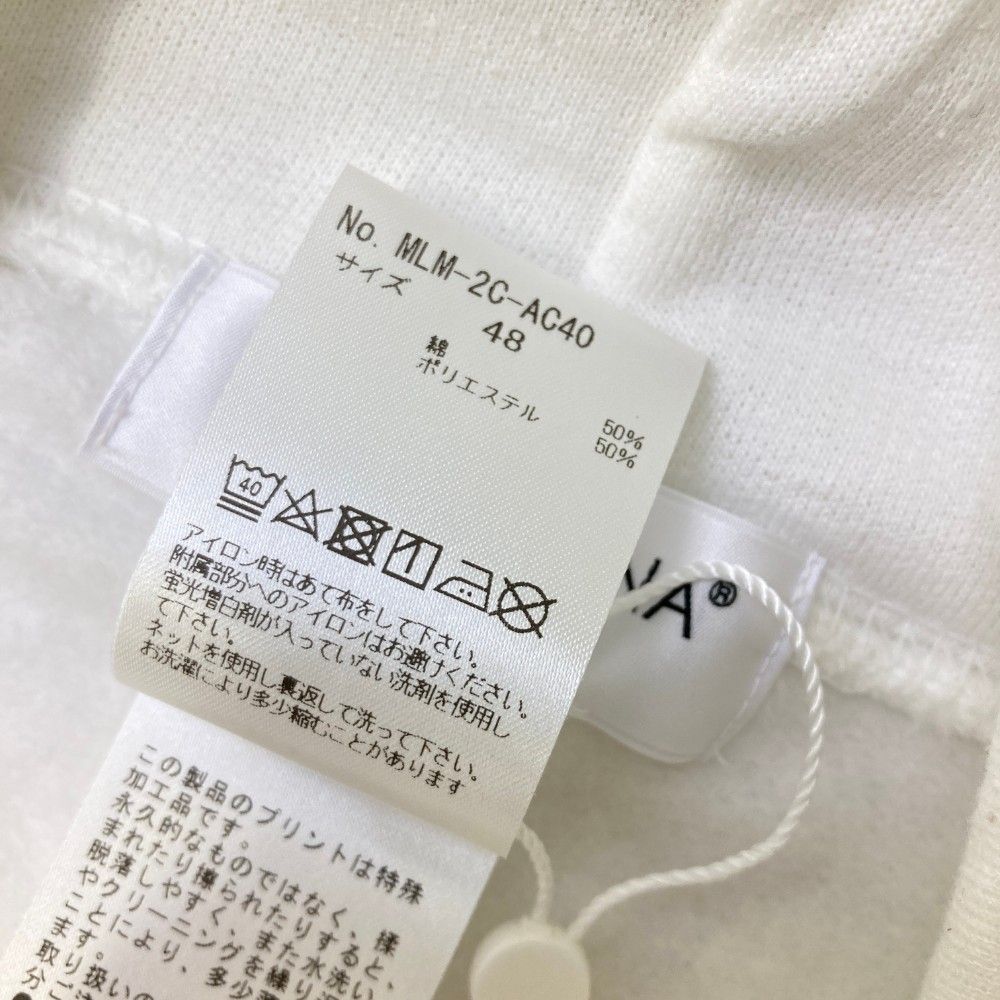 No. MLM-2C-AC40
サイズ 48
綿 50%
ポリエステル 50%
40
アイロン時はあて布をして下さい。
附属部分へのアイロンはお避けください。
蛍光増白剤が入っていない洗剤を使用し
て下さい。
ネットを使用し裏返して洗って下さい。
お洗濯により多少縮むことがあります
この製品のプリントは特殊
加工品です。
永久的なものではなく、揉
まれたり擦られたりすると、
脱落しやすく、また水洗い
やクリーニングを繰り
ことにより、多少
ます。
取り扱いの
分ご
MA®